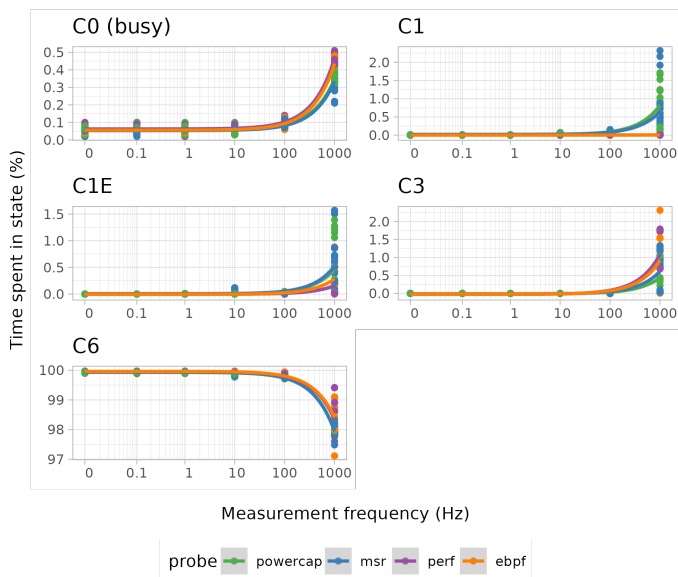 C0 (busy)
0.5
0.4
0.3
0.2
0.1
0.0
0 0.1 1 10 100 1000
C1
2.0
1.5
1.0
0.5
0.0
0 0.1 1 10 100 1000
C1E
1.5
1.0
0.5
0.0
0 0.1 1 10 100 1000
C3
2.0
1.5
1.0
0.5
0.0
0 0.1 1 10 100 1000
C6
100
99
98
97
0 0.1 1 10 100 1000
Time spent in state (%)
Measurement frequency (Hz)
probe powercap msr perf ebpf